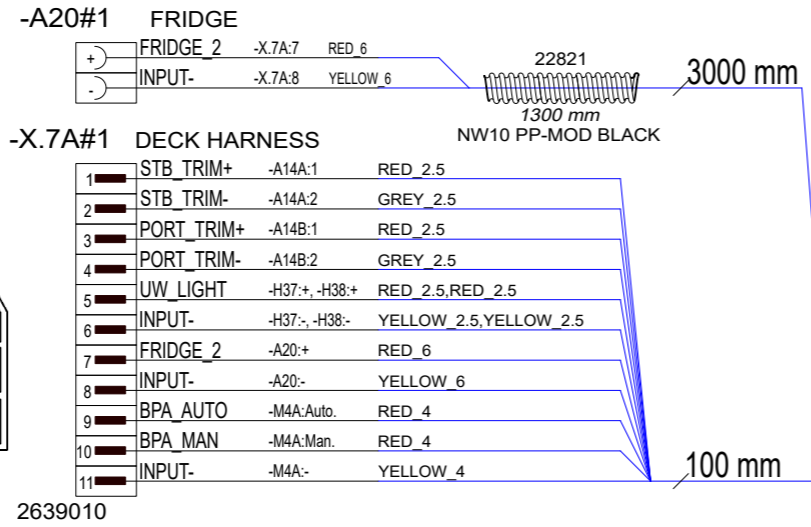 -A20#1 FRIDGE
+ FRIDGE_2 -X.7A:7 RED_6
- INPUT- -X.7A:8 YELLOW_6
22821
1300 mm
NW10 PP-MOD BLACK
3000 mm
-X.7A#1 DECK HARNESS
1 STB_TRIM+ -A14A:1 RED_2.5
2 STB_TRIM- -A14A:2 GREY_2.5
3 PORT_TRIM+ -A14B:1 RED_2.5
4 PORT_TRIM- -A14B:2 GREY_2.5
5 UW_LIGHT -H37:+, -H38:+ RED_2.5,RED_2.5
6 INPUT- -H37:-, -H38:- YELLOW_2.5,YELLOW_2.5
7 FRIDGE_2 -A20:+ RED_6
8 INPUT- -A20:- YELLOW_6
9 BPA_AUTO -M4A:Auto. RED_4
10 BPA_MAN -M4A:Man. RED_4
11 INPUT- -M4A:- YELLOW_4
100 mm
2639010